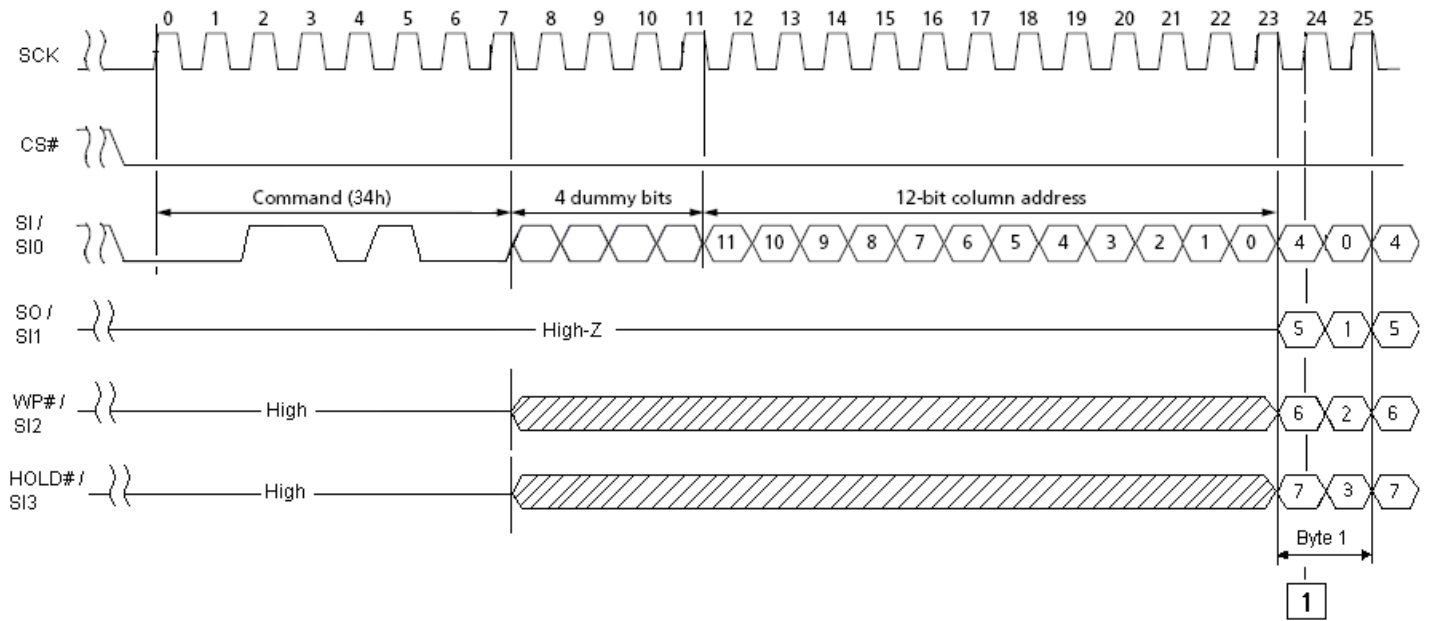 0 1 2 3 4 5 6 7 8 9 10 11 12 13 14 15 16 17 18 19 20 21 22 23 24 25
SCK
CS#
Command (34h) 4 dummy bits 12-bit column address
SI /
SI0
11 10 9 8 7 6 5 4 3 2 1 0 4 0 4
SO /
SI1
High-Z
5 1 5
WP# /
SI2
High
6 2 6
HOLD# /
SI3
High
7 3 7
Byte 1
1